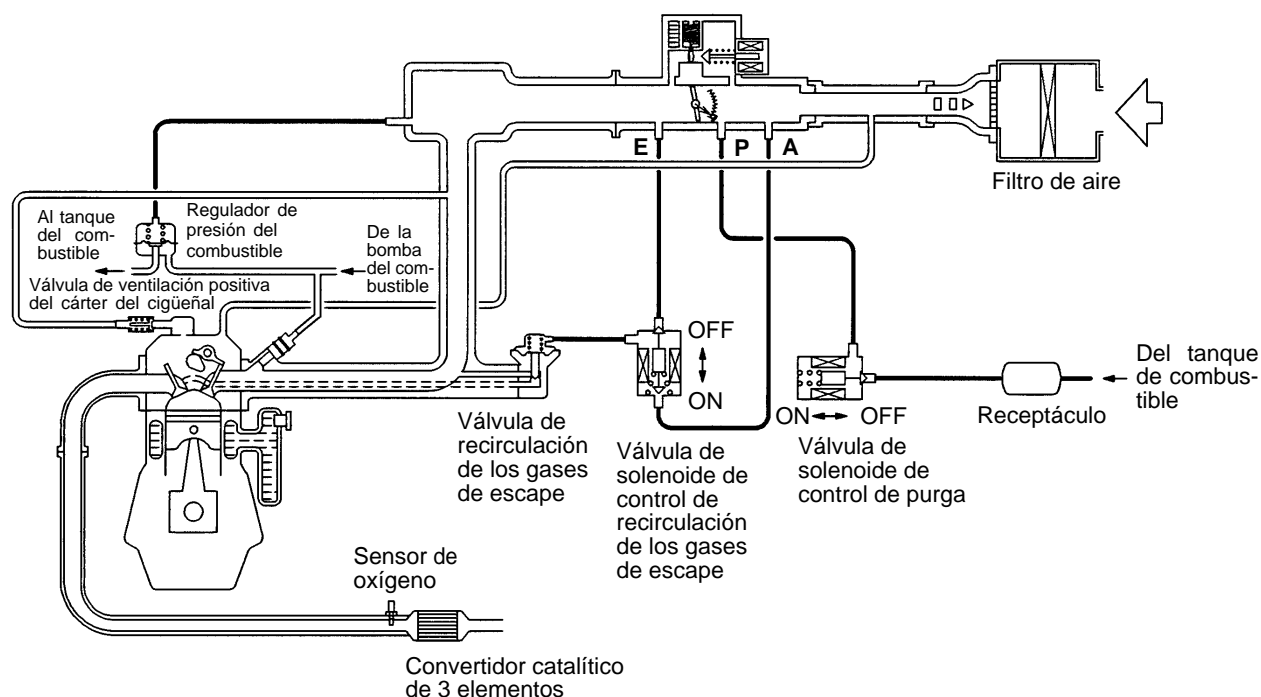 E
P
A
Filtro de aire
Al tanque
del com-
bustible
Regulador de
presión del
combustible
De la
bomba
del com-
bustible
Válvula de ventilación positiva
del cárter del cigüeñal
OFF
ON
ON
OFF
Del tanque
de combus-
tible
Receptáculo
Válvula de
recirculación
de los gases
de escape
Válvula de
solenoide de
control de
recirculación
de los gases
de escape
Válvula de
solenoide de
control de purga
Sensor de
oxígeno
Convertidor catalítico
de 3 elementos